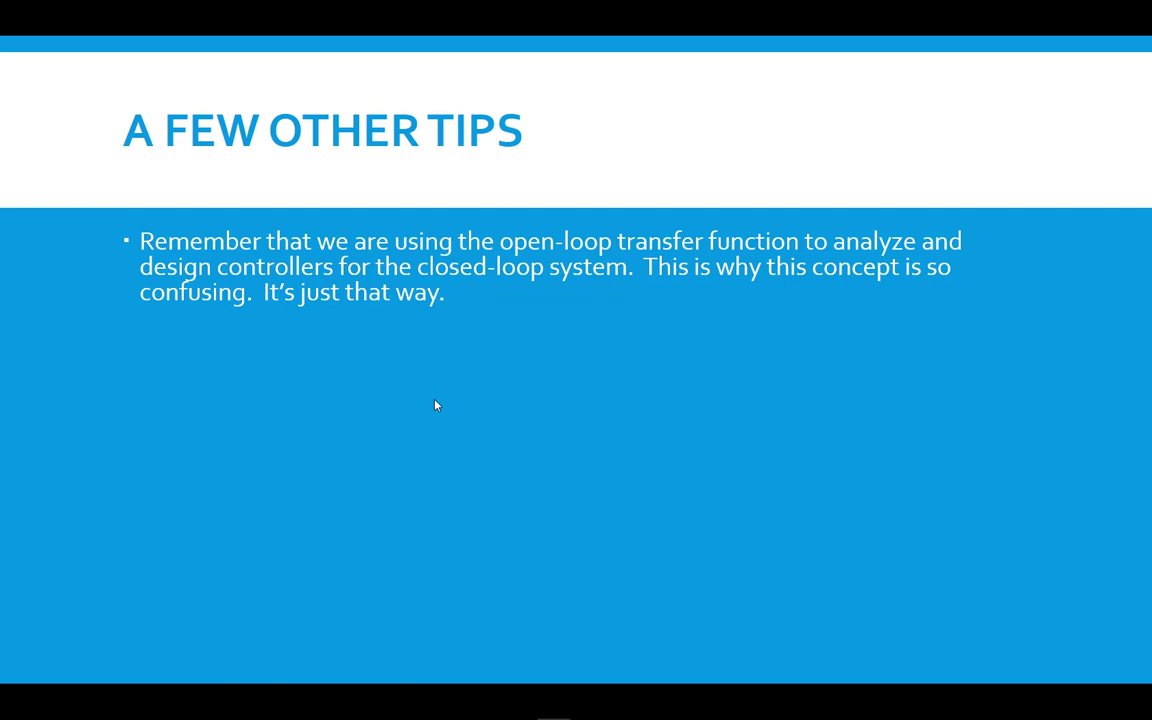 A FEW OTHER TIPS
▪ Remember that we are using the open-loop transfer function to analyze and
design controllers for the closed-loop system.  This is why this concept is so
confusing.  It’s just that way.